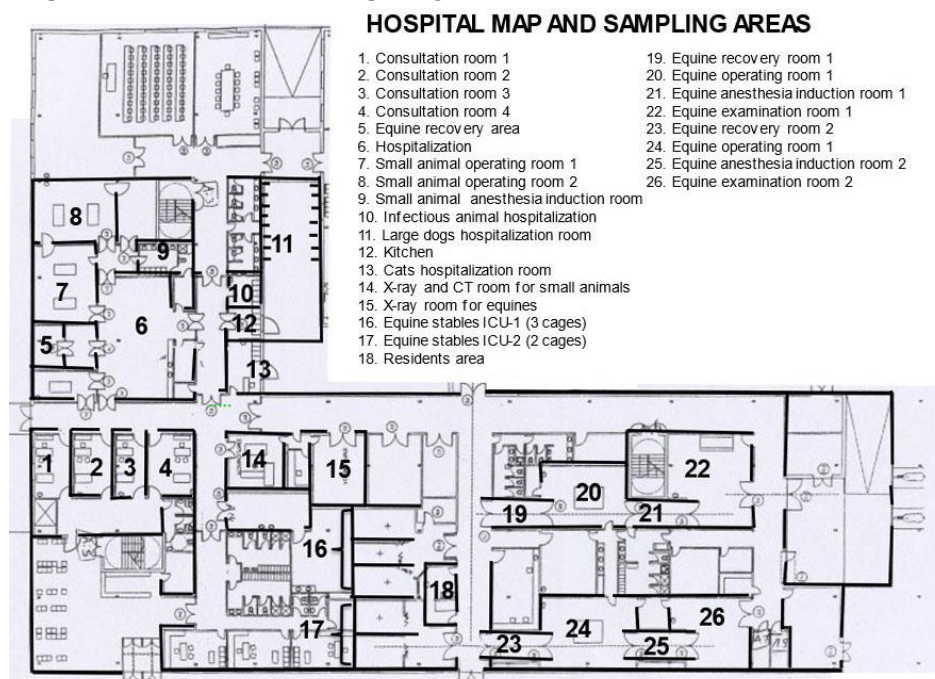 HOSPITAL MAP AND SAMPLING AREAS
1. Consultation room 1
2. Consultation room 2
3. Consultation room 3
4. Consultation room 4
5. Equine recovery area
6. Hospitalization
7. Small animal operating room 1
8. Small animal operating room 2
9. Small animal anesthesia induction room
10. Infectious animal hospitalization
11. Large dogs hospitalization room
12. Kitchen
13. Cats hospitalization room
14. X-ray and CT room for small animals
15. X-ray room for equines
16. Equine stables ICU-1 (3 cages)
17. Equine stables ICU-2 (2 cages)
18. Residents area
19. Equine recovery room 1
20. Equine operating room 1
21. Equine anesthesia induction room 1
22. Equine examination room 1
23. Equine recovery room 2
24. Equine operating room 1
25. Equine anesthesia induction room 2
26. Equine examination room 2
8
9
11
7
10
6
12
5
13
1
2
3
4
14
15
22
20
19
21
16
18
17
26
24
23
25